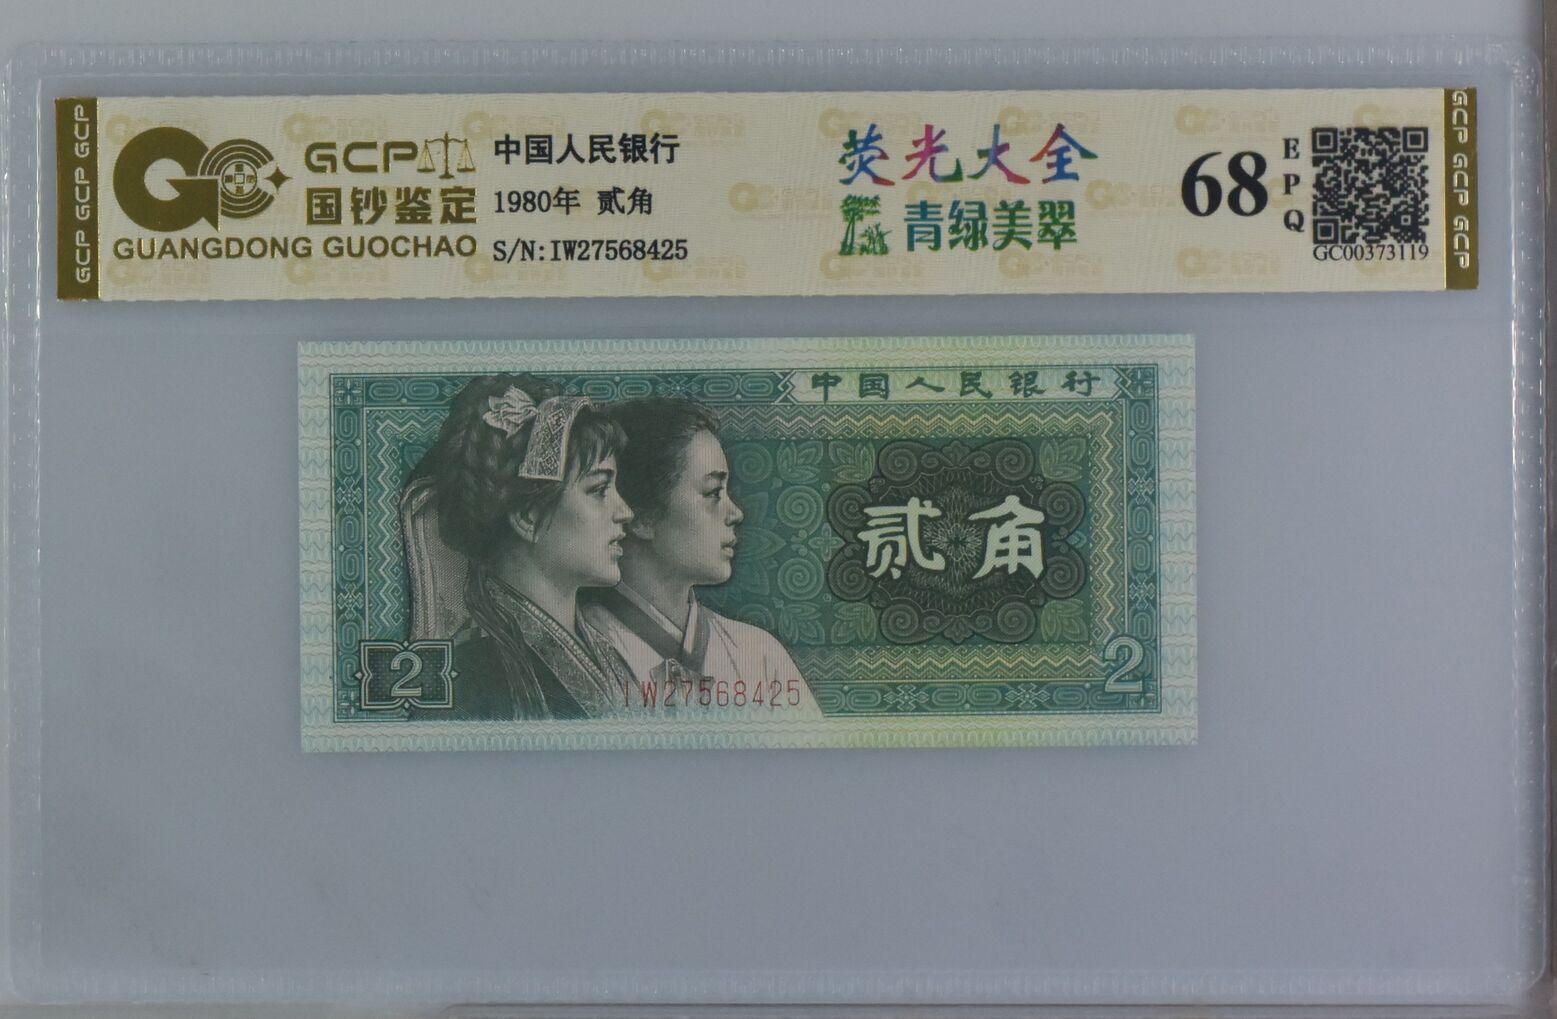 GCP GCP GCP
GCP
国钞鉴定
GUANGDONG GUOCHAO
中国人民银行
1980年 贰角
S/N:IW27568425
荧光大全
青绿美翠
68
EPQ
GC00373119
GCP GCP GCP
中国人民银行
贰角
2
IW27568425
2